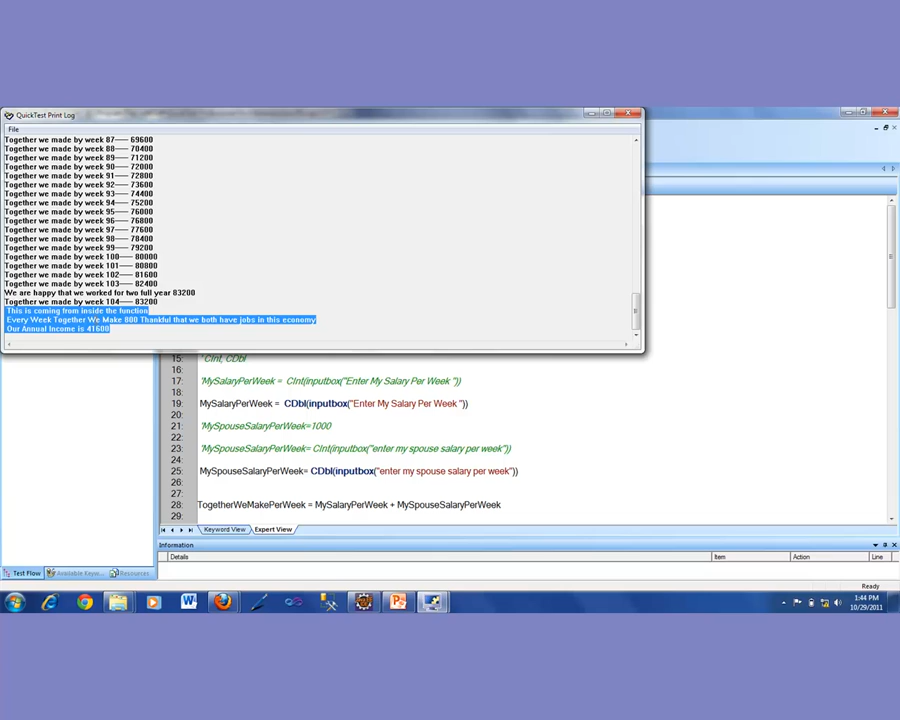 QuickTest Print Log
File
Together we made by week 87----- 69600
Together we made by week 88----- 70400
Together we made by week 89----- 71200
Together we made by week 90----- 72000
Together we made by week 91----- 72800
Together we made by week 92----- 73600
Together we made by week 93----- 74400
Together we made by week 94----- 75200
Together we made by week 95----- 76000
Together we made by week 96----- 76800
Together we made by week 97----- 77600
Together we made by week 98----- 78400
Together we made by week 99----- 79200
Together we made by week 100----- 80000
Together we made by week 101----- 80800
Together we made by week 102----- 81600
Together we made by week 103----- 82400
We are happy that we worked for two full year 83200
Together we made by week 104----- 83200
This is coming from inside the function
Every Week Together We Make 800 Thankful that we both have jobs in this economy
Our Annual Income is 41600
15: ' CInt, CDbl
16:
17: 'MySalaryPerWeek = CInt(inputbox("Enter My Salary Per Week "))
18:
19: MySalaryPerWeek = CDbl(inputbox("Enter My Salary Per Week "))
20:
21: 'MySpouseSalaryPerWeek=1000
22:
23: 'MySpouseSalaryPerWeek= CInt(inputbox("enter my spouse salary per week"))
24:
25: MySpouseSalaryPerWeek= CDbl(inputbox("enter my spouse salary per week"))
26:
27:
28: TogetherWeMakePerWeek = MySalaryPerWeek + MySpouseSalaryPerWeek
29:
Keyword View Expert View
Information
Details Item Action Line
Test Flow Available Keyw... Resources
Ready
1:44 PM
10/29/2011